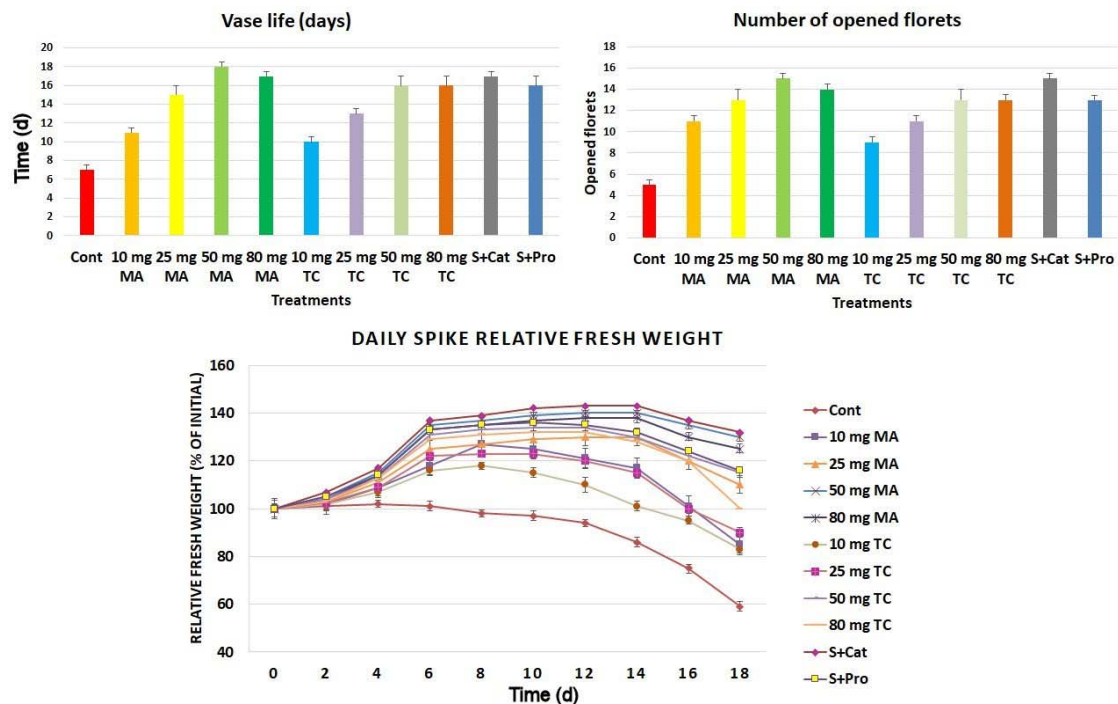 Vase life (days)
20
18
16
14
12
10
8
6
4
2
0
Time (d)
Cont 10 mg 25 mg 50 mg 80 mg 10 mg 25 mg 50 mg 80 mg S+Cat S+Pro
MA MA MA MA TC TC TC TC
Treatments
Number of opened florets
18
16
14
12
10
8
6
4
2
0
Opened florets
Cont 10 mg 25 mg 50 mg 80 mg 10 mg 25 mg 50 mg 80 mg S+Cat S+Pro
MA MA MA MA TC TC TC TC
Treatments
DAILY SPIKE RELATIVE FRESH WEIGHT
160
140
120
100
80
60
40
RELATIVE FRESH WEIGHT (% OF INITIAL)
0 2 4 6 8 10 12 14 16 18
Time (d)
Cont
10 mg MA
25 mg MA
50 mg MA
80 mg MA
10 mg TC
25 mg TC
50 mg TC
80 mg TC
S+Cat
S+Pro